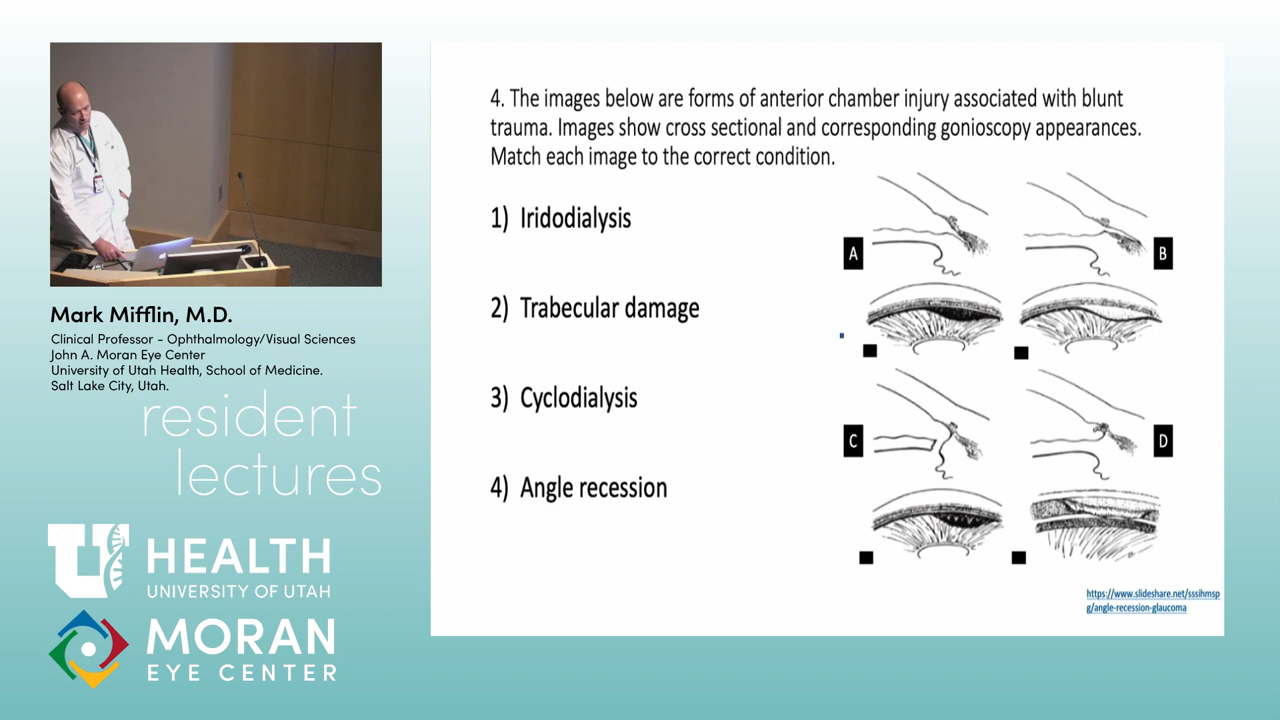 Mark Mifflin, M.D.
Clinical Professor - Ophthalmology/Visual Sciences
John A. Moran Eye Center
University of Utah Health, School of Medicine.
Salt Lake City, Utah.
resident
lectures
U HEALTH
UNIVERSITY OF UTAH
MORAN
EYE CENTER
4. The images below are forms of anterior chamber injury associated with blunt
trauma. Images show cross sectional and corresponding gonioscopy appearances.
Match each image to the correct condition.
1) Iridodialysis
2) Trabecular damage
3) Cyclodialysis
4) Angle recession
A
B
C
D
https://www.slideshare.net/sssihmsp
g/angle-recession-glaucoma